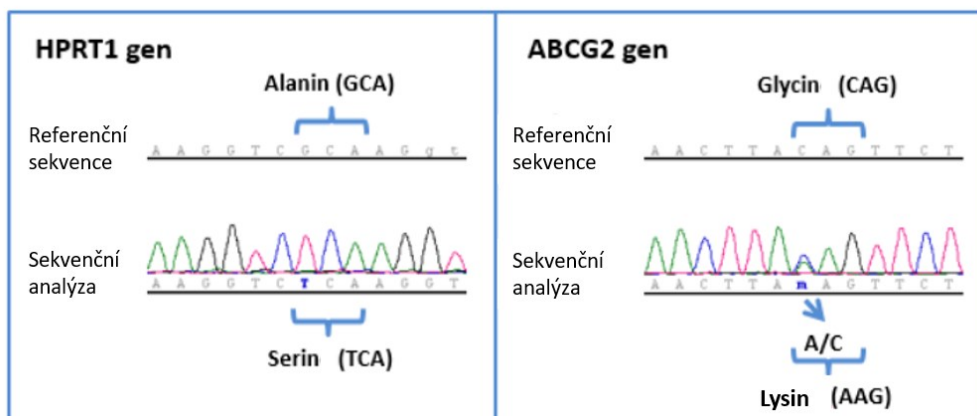 HPRT1 gen
Alanin (GCA)
Referenční
sekvence
A A G G T C G C A A G g t
Sekvenční
analýza
A A G G T C T C A A G G T
Serin (TCA)
ABCG2 gen
Glycin (CAG)
Referenční
sekvence
A A C T T A C A G T T C T
Sekvenční
analýza
A A C T T A n A G T T C T
A/C
Lysin (AAG)